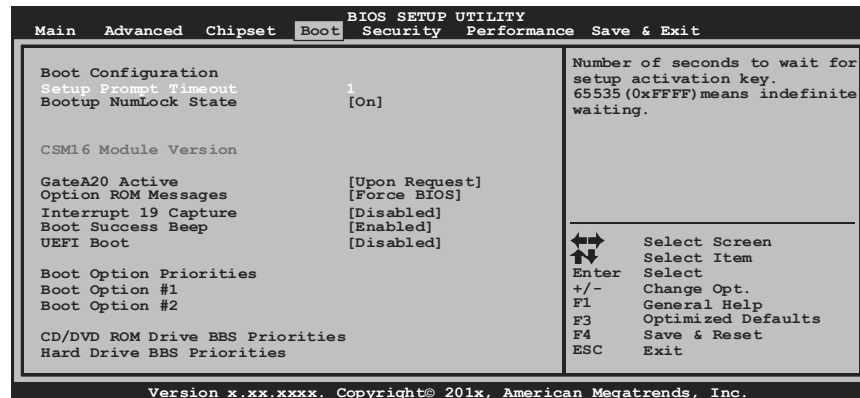 BIOS SETUP UTILITY
Main Advanced Chipset Boot Security Performance Save & Exit
Boot Configuration
Setup Prompt Timeout 1
Bootup NumLock State [On]
CSM16 Module Version
GateA20 Active [Upon Request]
Option ROM Messages [Force BIOS]
Interrupt 19 Capture [Disabled]
Boot Success Beep [Enabled]
UEFI Boot [Disabled]
Boot Option Priorities
Boot Option #1
Boot Option #2
CD/DVD ROM Drive BBS Priorities
Hard Drive BBS Priorities
Number of seconds to wait for
setup activation key.
65535(0xFFFF)means indefinite
waiting.
Select Screen
Select Item
Enter Select
+/- Change Opt.
F1 General Help
F3 Optimized Defaults
F4 Save & Reset
ESC Exit
Version x.xx.xxxx. Copyright© 201x, American Megatrends, Inc.